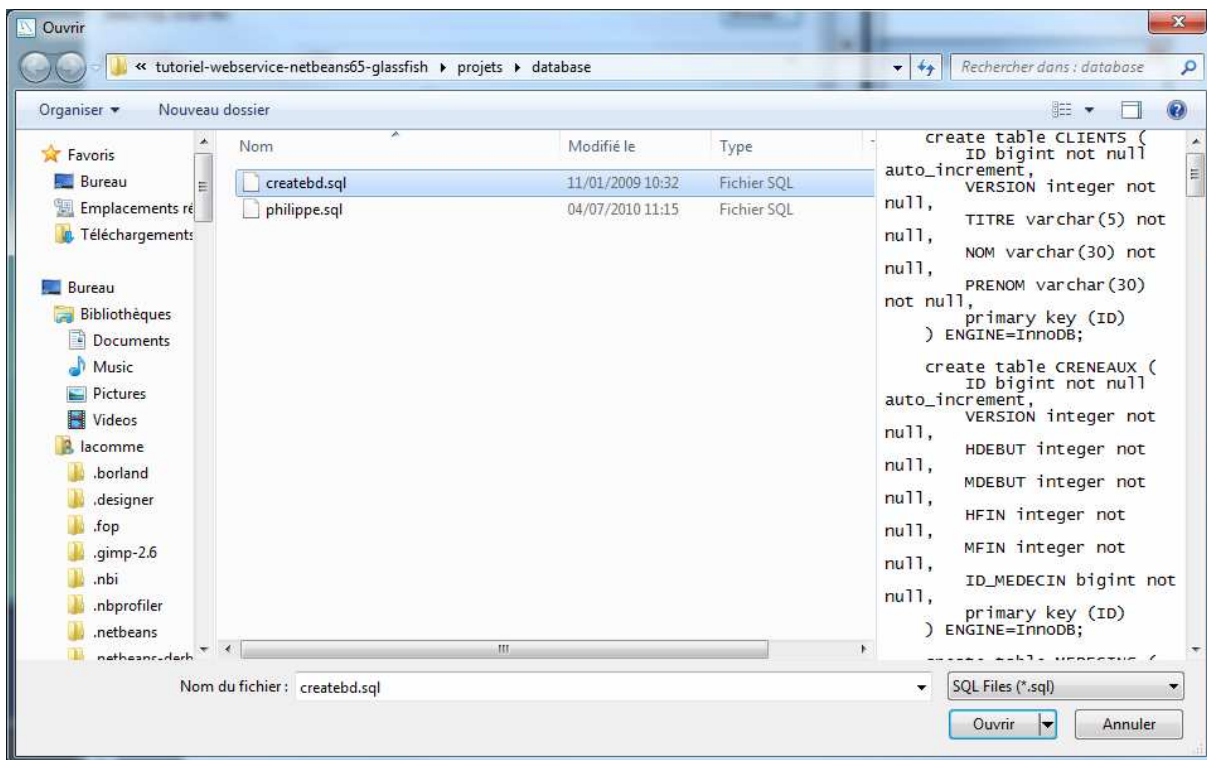 Ouvrir
« tutoriel-webservice-netbeans65-glassfish ▸ projets ▸ database
Rechercher dans : database
Organiser
Nouveau dossier
Favoris
Bureau
Emplacements ré
Téléchargements
Bureau
Bibliothèques
Documents
Music
Pictures
Videos
lacomme
.borland
.designer
.fop
.gimp-2.6
.nbi
.nbprofiler
.netbeans
Nom Modifié le Type
createbd.sql 11/01/2009 10:32 Fichier SQL
philippe.sql 04/07/2010 11:15 Fichier SQL
create table CLIENTS (
ID bigint not null
auto_increment,
VERSION integer not
null,
TITRE varchar(5) not
null,
NOM varchar(30) not
null,
PRENOM varchar(30)
not null,
primary key (ID)
) ENGINE=InnoDB;
create table CRENEAUX (
ID bigint not null
auto_increment,
VERSION integer not
null,
HDEBUT integer not
null,
MDEBUT integer not
null,
HFIN integer not
null,
MFIN integer not
null,
ID_MEDECIN bigint not
null,
primary key (ID)
) ENGINE=InnoDB;
Nom du fichier : createbd.sql
SQL Files (*.sql)
Ouvrir
Annuler